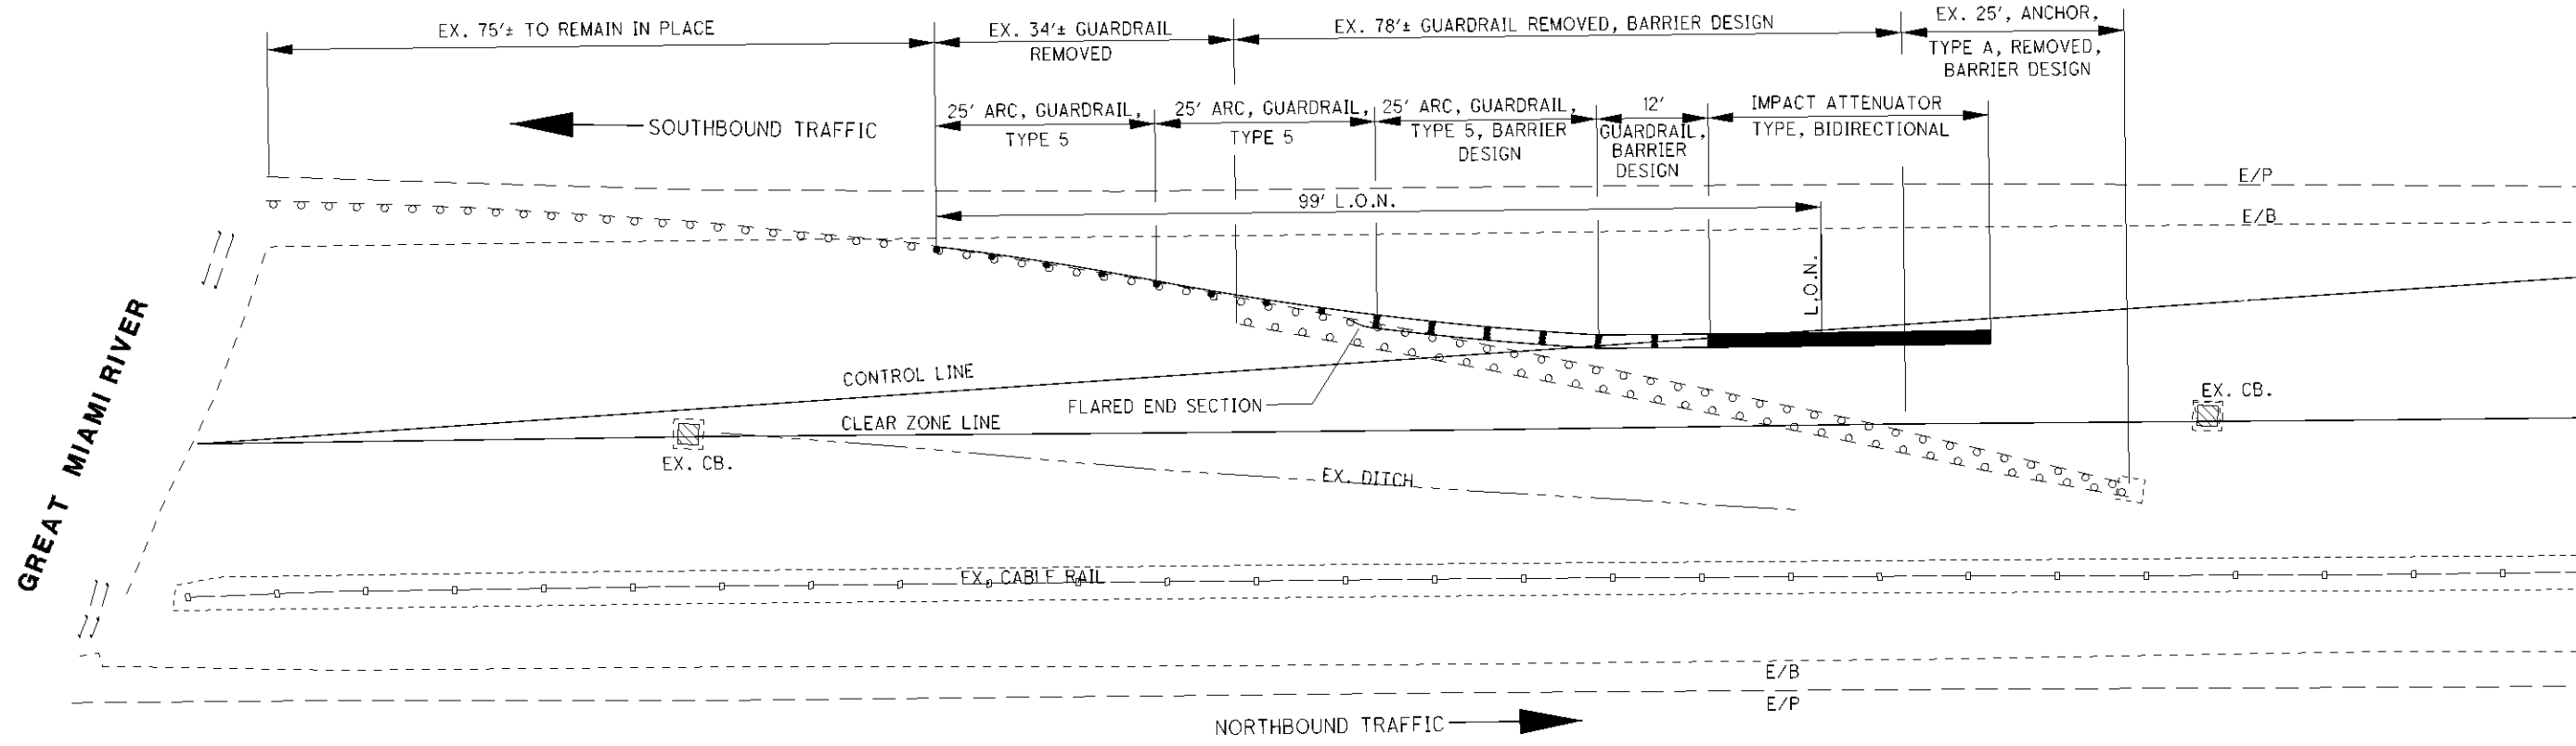 EX. 75'± TO REMAIN IN PLACE
EX. 34'± GUARDRAIL
REMOVED
EX. 78'± GUARDRAIL REMOVED, BARRIER DESIGN
EX. 25', ANCHOR,
TYPE A, REMOVED,
BARRIER DESIGN
SOUTHBOUND TRAFFIC
25' ARC, GUARDRAIL,
TYPE 5
25' ARC, GUARDRAIL,
TYPE 5
25' ARC, GUARDRAIL,
TYPE 5, BARRIER
DESIGN
12'
GUARDRAIL,
BARRIER
DESIGN
IMPACT ATTENUATOR
TYPE, BIDIRECTIONAL
E/P
99' L.O.N.
E/B
L.O.N.
GREAT MIAMI RIVER
CONTROL LINE
FLARED END SECTION
EX. CB.
CLEAR ZONE LINE
EX. CB.
EX. DITCH
EX. CABLE RAIL
E/B
E/P
NORTHBOUND TRAFFIC